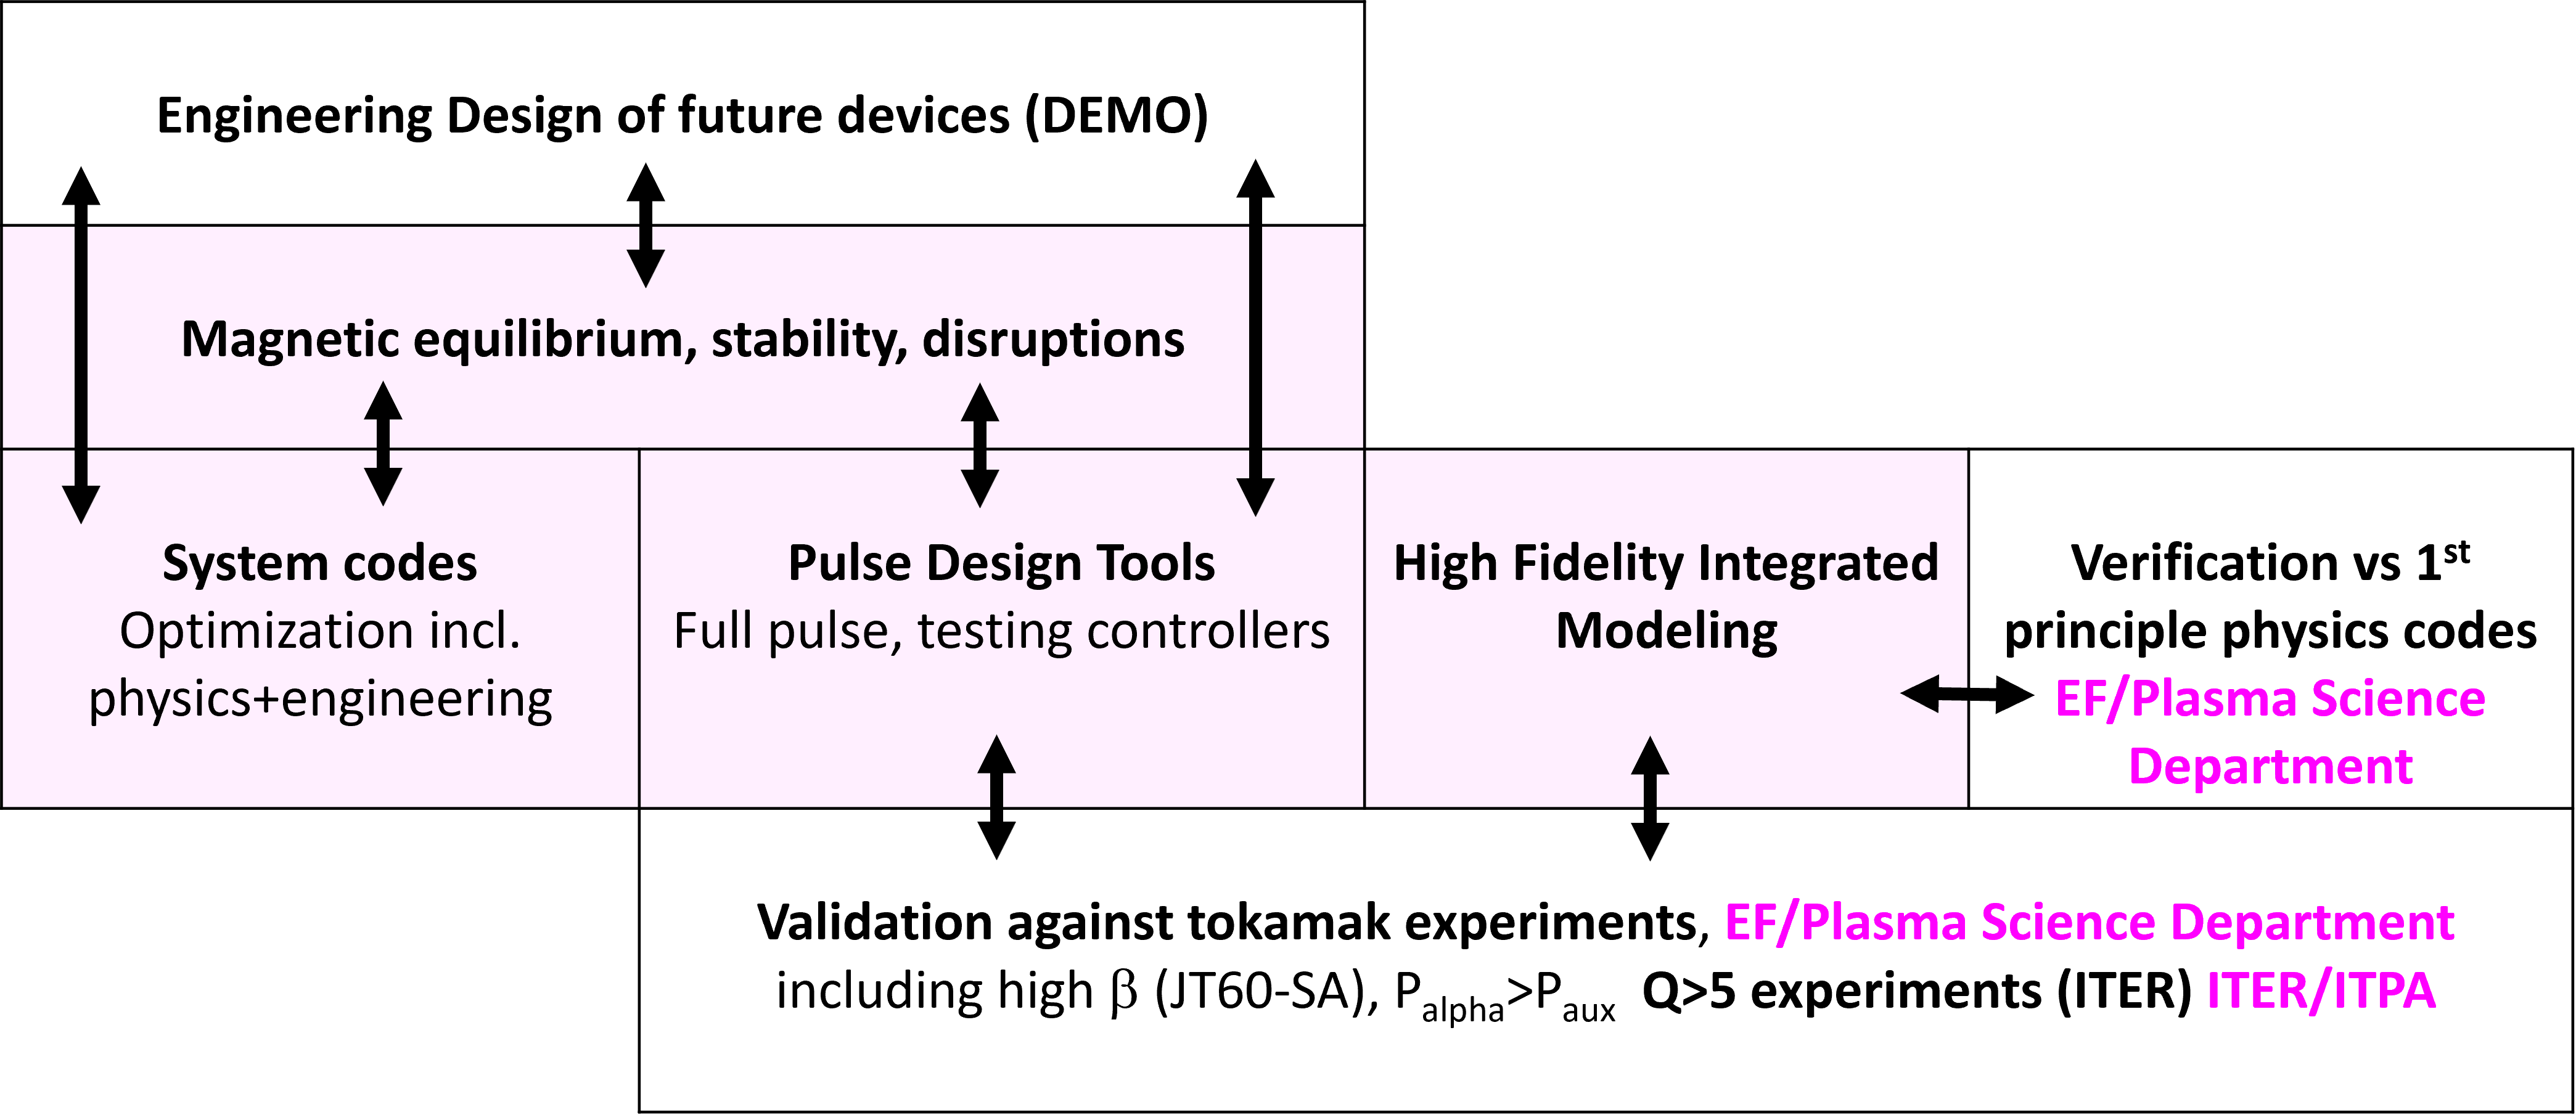 Engineering Design of future devices (DEMO)
Magnetic equilibrium, stability, disruptions
System codes
Optimization incl.
physics+engineering
Pulse Design Tools
Full pulse, testing controllers
High Fidelity Integrated
Modeling
Verification vs 1st
principle physics codes
EF/Plasma Science
Department
Validation against tokamak experiments, EF/Plasma Science Department
including high β (JT60-SA), Palpha>Paux Q>5 experiments (ITER) ITER/ITPA